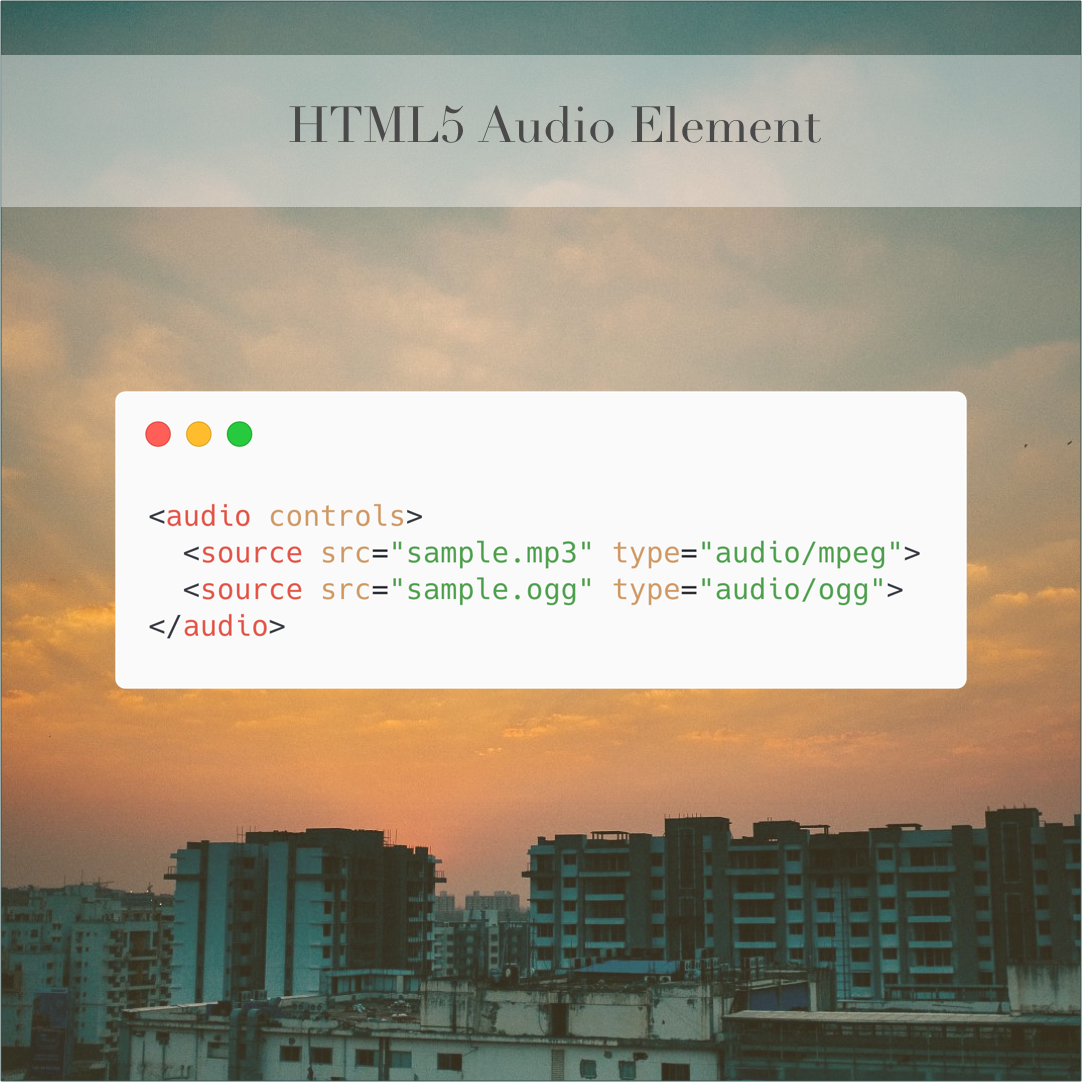 HTML5 Audio Element
<audio controls>
  <source src="sample.mp3" type="audio/mpeg">
  <source src="sample.ogg" type="audio/ogg">
</audio>